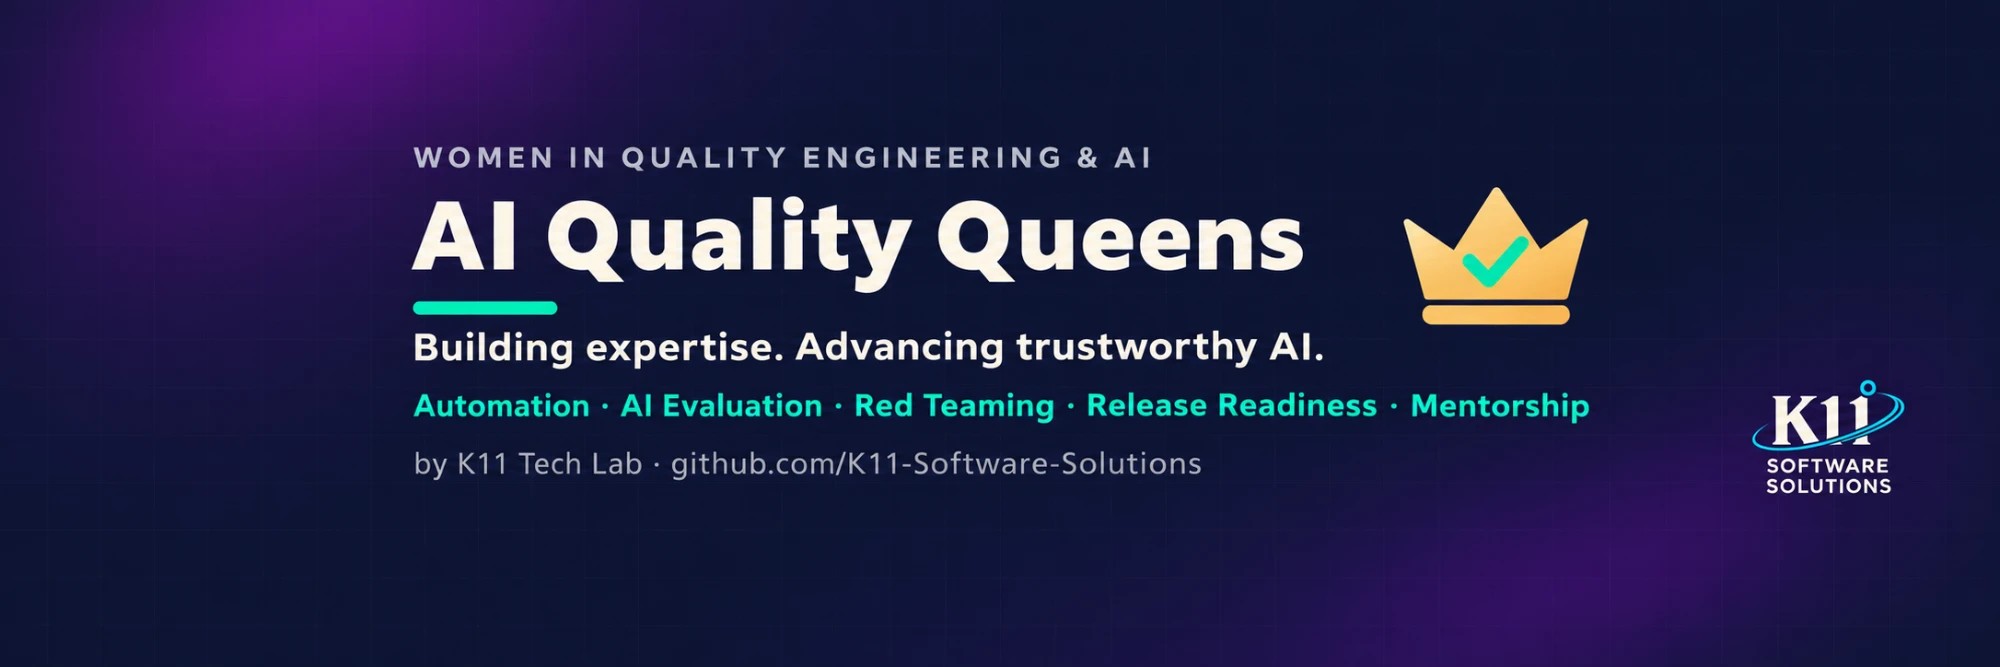 WOMEN IN QUALITY ENGINEERING & AI
AI Quality Queens
Building expertise. Advancing trustworthy AI.
Automation · AI Evaluation · Red Teaming · Release Readiness · Mentorship
by K11 Tech Lab · github.com/K11-Software-Solutions
K11
SOFTWARE
SOLUTIONS